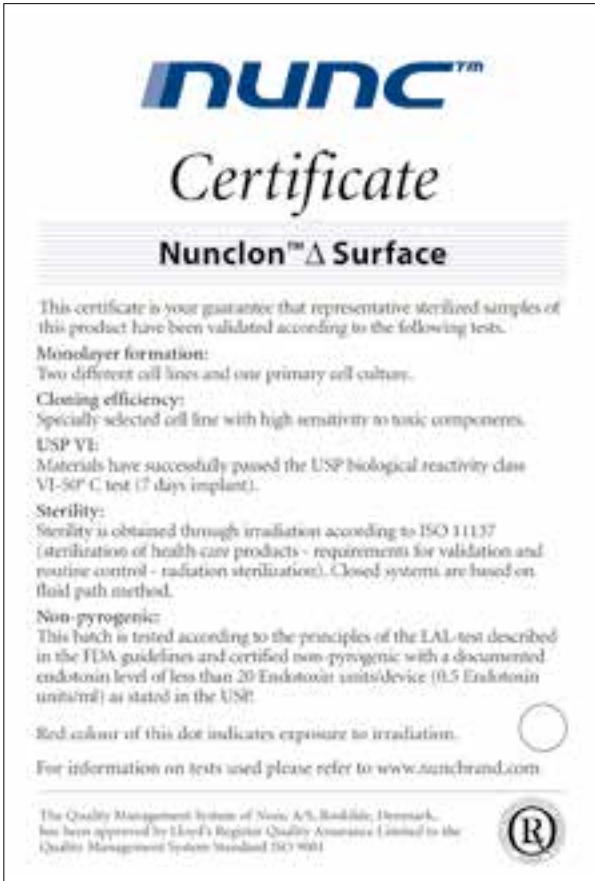 nunc™
Certificate
Nunclon™Δ Surface
This certificate is your guarantee that representative sterilized samples of
this product have been validated according to the following tests.
Monolayer formation:
Two different cell lines and one primary cell culture.
Cloning efficiency:
Specially selected cell line with high sensitivity to toxic components.
USP VI:
Materials have successfully passed the USP biological reactivity class
VI-50° C test (7 days implant).
Sterility:
Sterility is obtained through irradiation according to ISO 11137
(sterilization of health care products - requirements for validation and
routine control - radiation sterilization). Closed systems are based on
fluid path method.
Non-pyrogenic:
This batch is tested according to the principles of the LAL-test described
in the FDA guidelines and certified non-pyrogenic with a documented
endotoxin level of less than 20 Endotoxin units/device (0.5 Endotoxin
units/ml) as stated in the USP.
Red colour of this dot indicates exposure to irradiation.
For information on tests used please refer to www.nuncbrand.com
The Quality Management System of Nunc A/S, Roskilde, Denmark,
has been approved by Lloyd's Register Quality Assurance Limited to the
Quality Management System Standard ISO 9001
LR